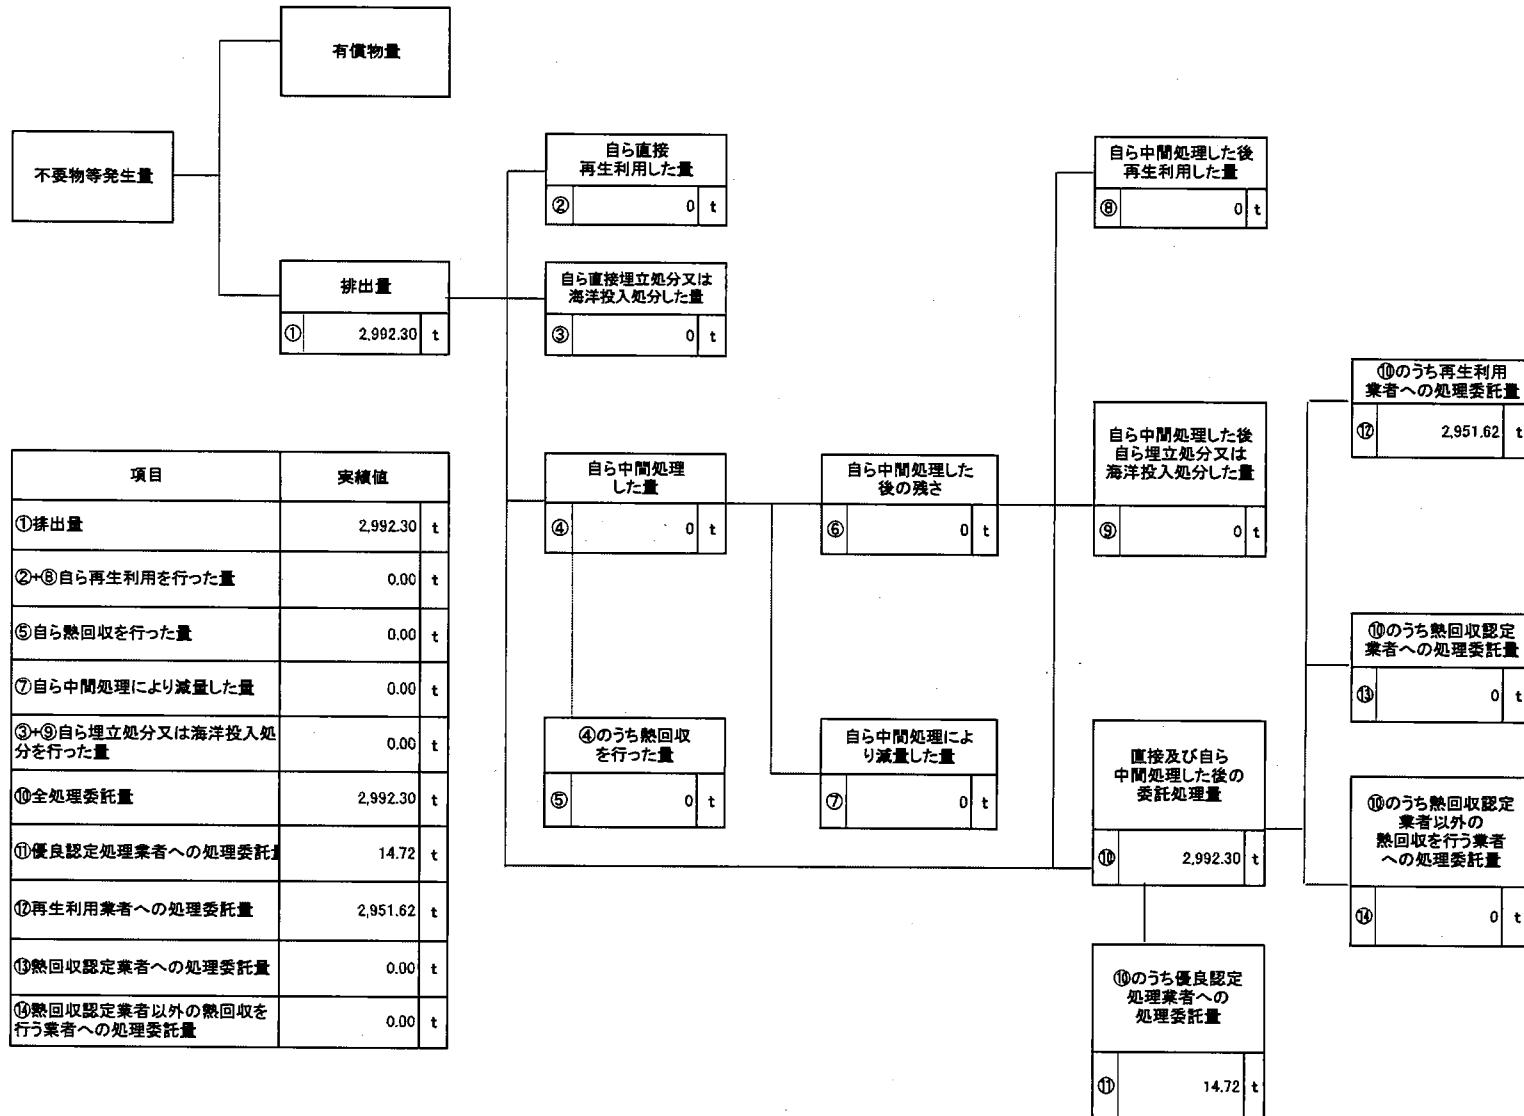 有償物量
不要物等発生量
排出量
① 2,992.30 t
自ら直接
再生利用した量
② 0 t
自ら直接埋立処分又は
海洋投入処分した量
③ 0 t
自ら中間処理
した量
④ 0 t
④のうち熱回収
を行った量
⑤ 0 t
自ら中間処理した
後の残さ
⑥ 0 t
自ら中間処理によ
り減量した量
⑦ 0 t
自ら中間処理した後
再生利用した量
⑧ 0 t
自ら中間処理した後
自ら埋立処分又は
海洋投入処分した量
⑨ 0 t
直接及び自ら
中間処理した後の
委託処理量
⑩ 2,992.30 t
⑩のうち優良認定
処理業者への
処理委託量
⑪ 14.72 t
⑩のうち再生利用
業者への処理委託量
⑫ 2,951.62 t
⑩のうち熱回収認定
業者への処理委託量
⑬ 0 t
⑩のうち熱回収認定
業者以外の
熱回収を行う業者
への処理委託量
⑭ 0 t
項目 実績値
①排出量 2,992.30 t
②+⑧自ら再生利用を行った量 0.00 t
⑤自ら熱回収を行った量 0.00 t
⑦自ら中間処理により減量した量 0.00 t
③+⑨自ら埋立処分又は海洋投入処
分を行った量 0.00 t
⑩全処理委託量 2,992.30 t
⑪優良認定処理業者への処理委託 14.72 t
⑫再生利用業者への処理委託量 2,951.62 t
⑬熱回収認定業者への処理委託量 0.00 t
⑭熱回収認定業者以外の熱回収を
行う業者への処理委託量 0.00 t